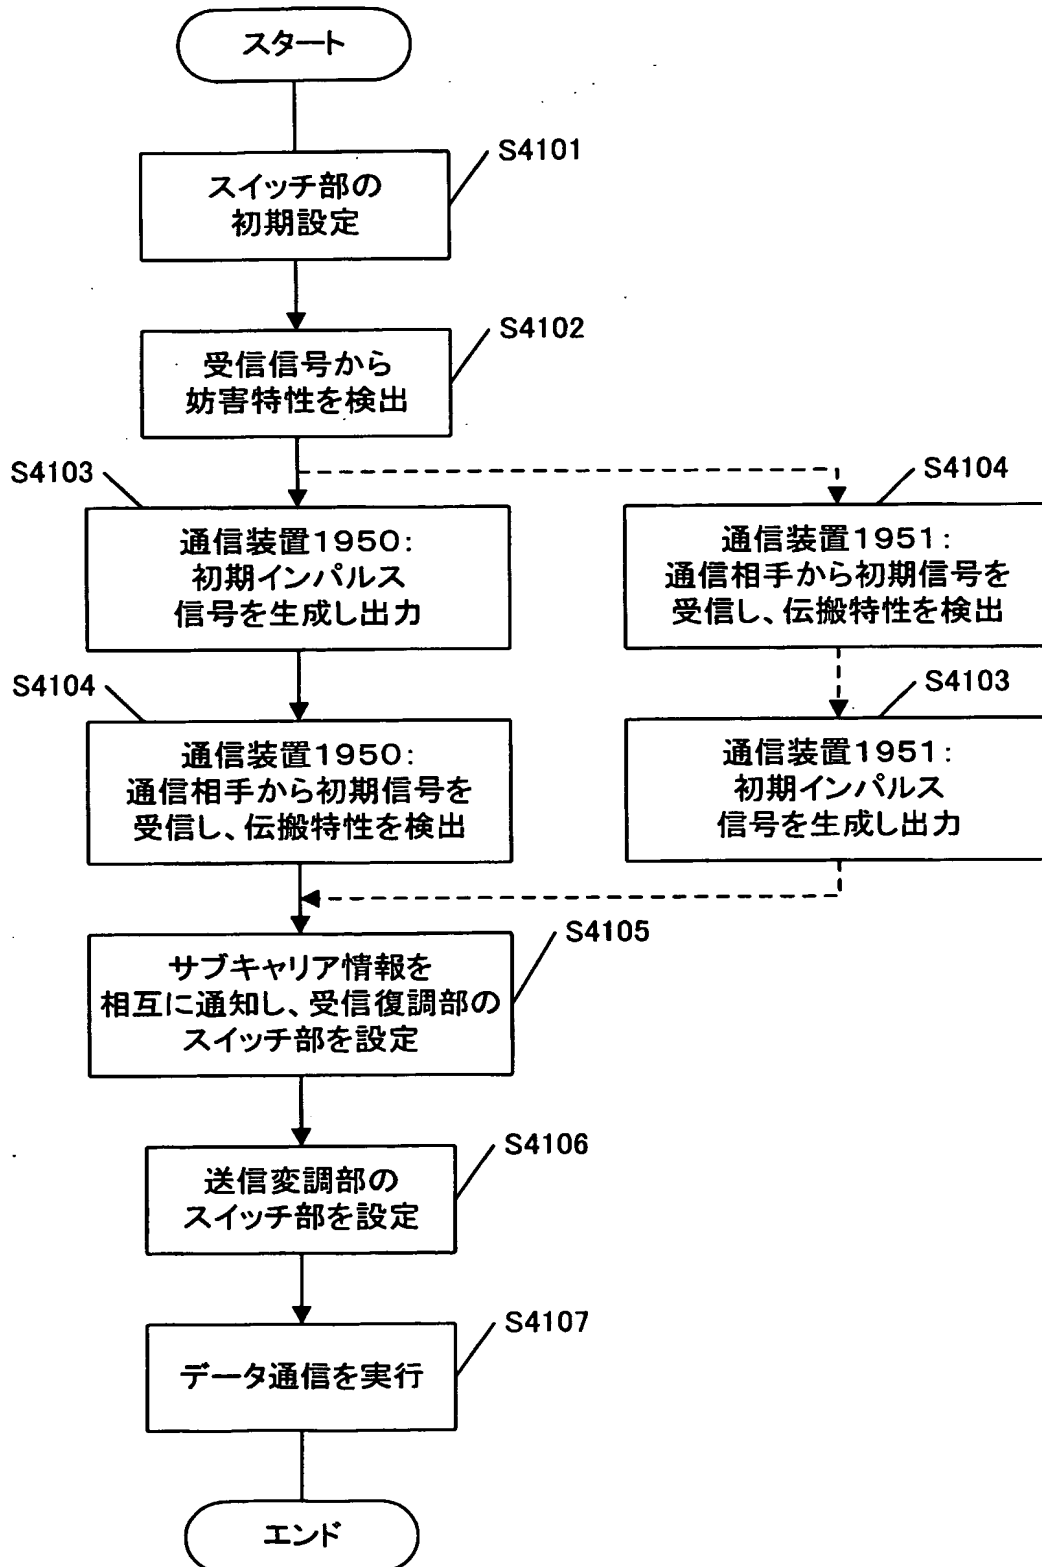 スタート
S4101
スイッチ部の
初期設定
S4102
受信信号から
妨害特性を検出
S4103
通信装置1950:
初期インパルス
信号を生成し出力
S4104
通信装置1951:
通信相手から初期信号を
受信し、伝搬特性を検出
S4104
通信装置1950:
通信相手から初期信号を
受信し、伝搬特性を検出
S4103
通信装置1951:
初期インパルス
信号を生成し出力
S4105
サブキャリア情報を
相互に通知し、受信復調部の
スイッチ部を設定
S4106
送信変調部の
スイッチ部を設定
S4107
データ通信を実行
エンド